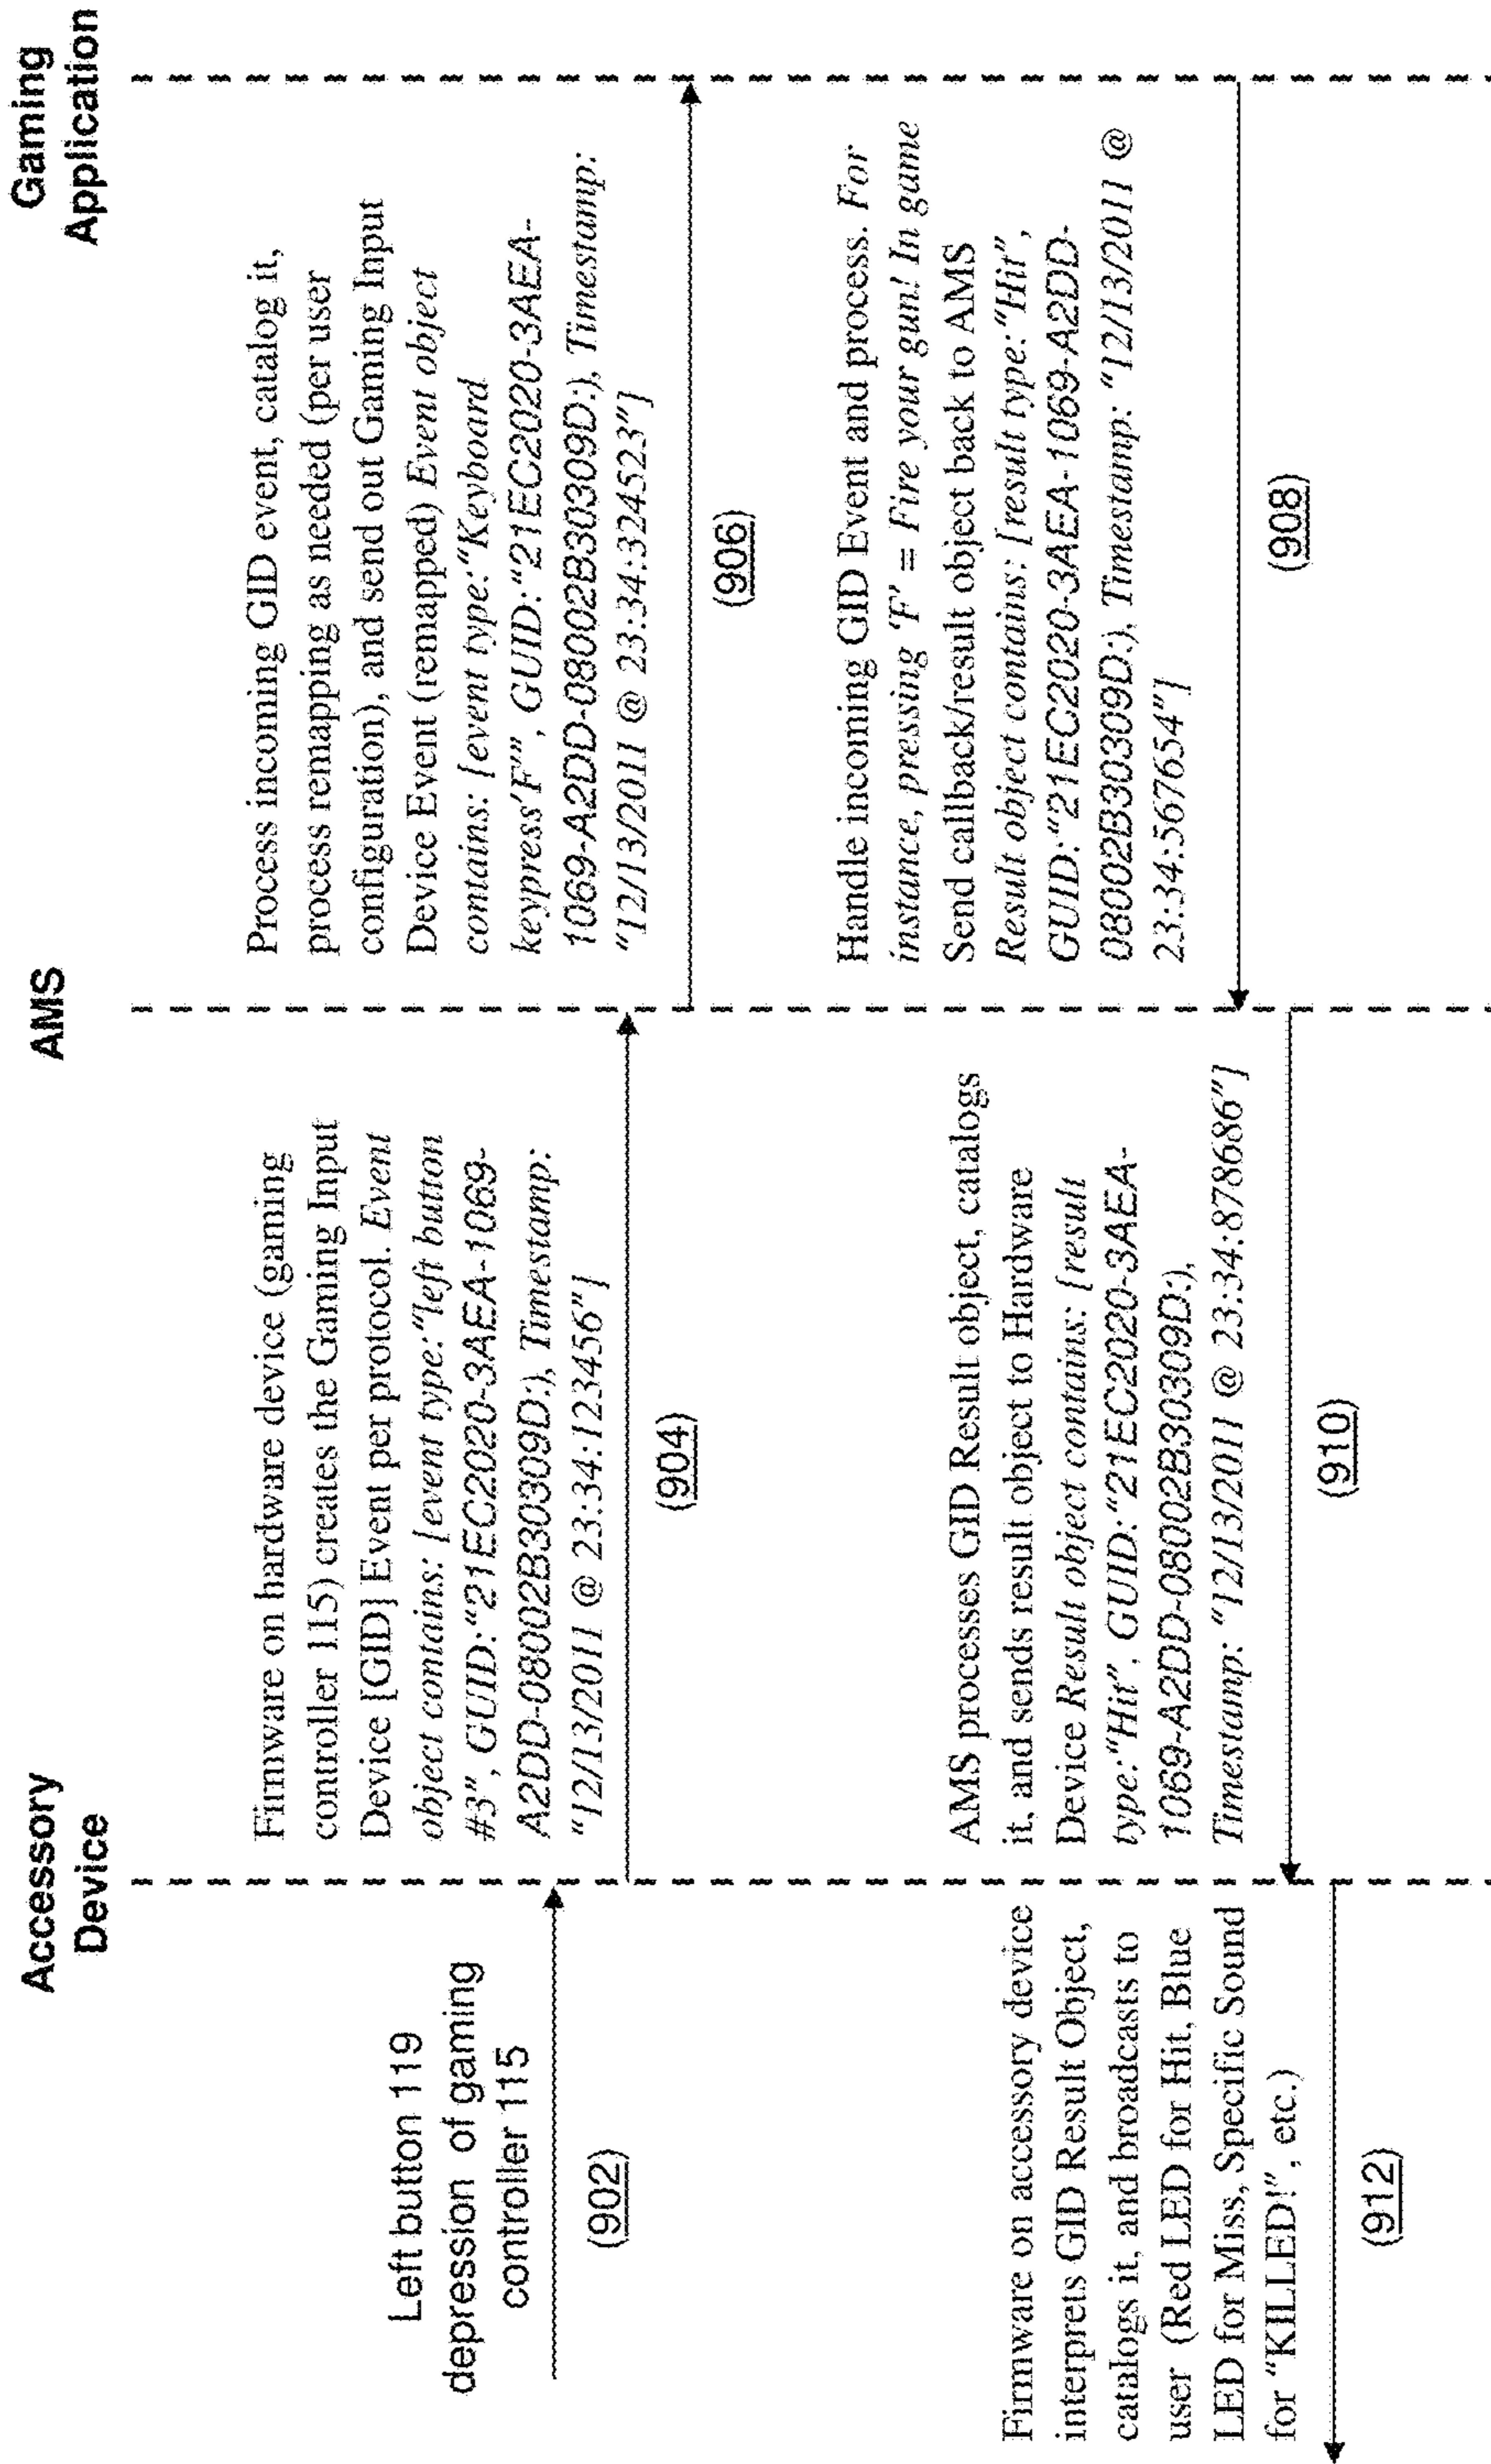 Accessory
Device
AMS
Gaming
Application
Left button 119
depression of gaming
controller 115
(902)
Firmware on hardware device (gaming
controller 115) creates the Gaming Input
Device [GID] Event per protocol. Event
object contains: [event type:"left button
#3", GUID:"21EC2020-3AEA-1069-
A2DD-08002B30309D:), Timestamp:
"12/13/2011 @ 23:34:123456"]
(904)
Process incoming GID event, catalog it,
process remapping as needed (per user
configuration), and send out Gaming Input
Device Event (remapped) Event object
contains: [event type:"Keyboard
keypress'F'", GUID:"21EC2020-3AEA-
1069-A2DD-08002B30309D:), Timestamp:
"12/13/2011 @ 23:34:324523"]
(906)
Handle incoming GID Event and process. For
instance, pressing 'F' = Fire your gun! In game
Send callback/result object back to AMS
Result object contains: [result type:"Hit",
GUID:"21EC2020-3AEA-1069-A2DD-
08002B30309D:), Timestamp: "12/13/2011 @
23:34:567654"]
(908)
AMS processes GID Result object, catalogs
it, and sends result object to Hardware
Device Result object contains: [result
type:"Hit", GUID:"21EC2020-3AEA-
1069-A2DD-08002B30309D:),
Timestamp: "12/13/2011 @ 23:34:878686"]
(910)
Firmware on accessory device
interprets GID Result Object,
catalogs it, and broadcasts to
user (Red LED for Hit, Blue
LED for Miss, Specific Sound
for "KILLED!", etc.)
(912)